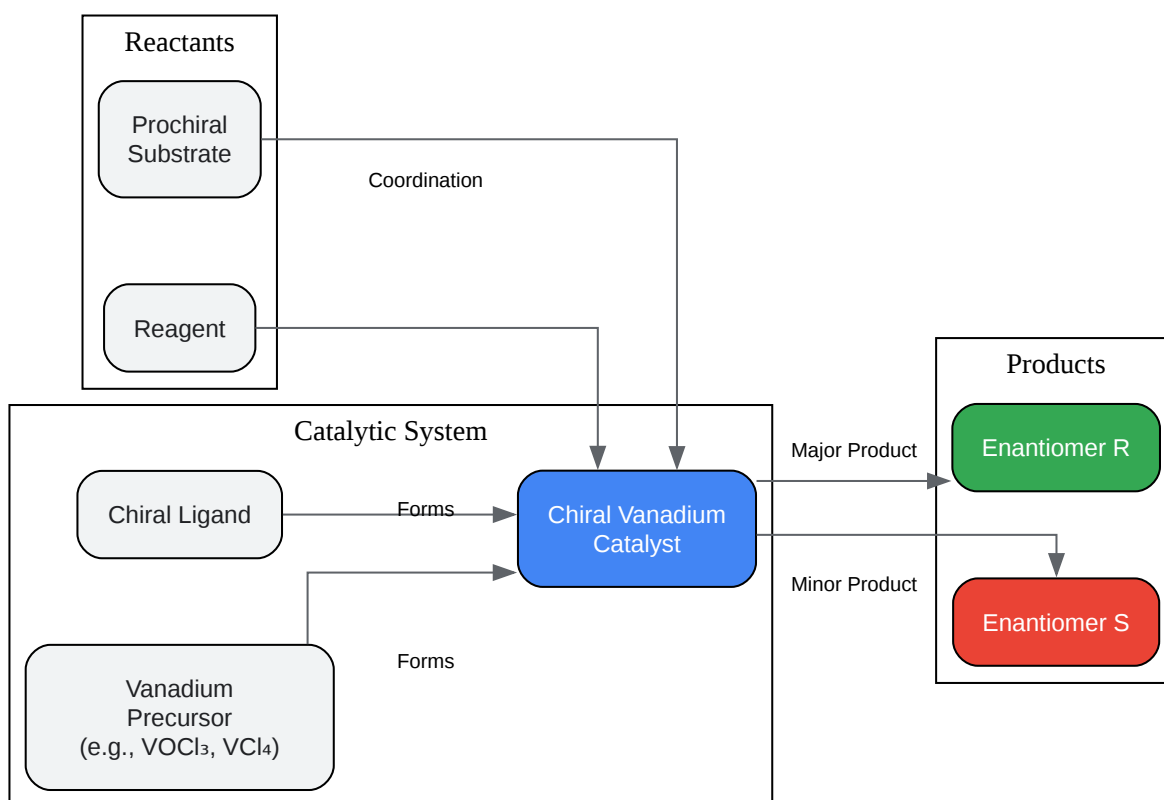 Reactants
Prochiral
Substrate
Coordination
Reagent
Products
Catalytic System
Major Product
Enantiomer R
Chiral Ligand
Forms
Chiral Vanadium
Catalyst
Minor Product
Enantiomer S
Forms
Vanadium
Precursor
(e.g., VOCl₃, VCl₄)